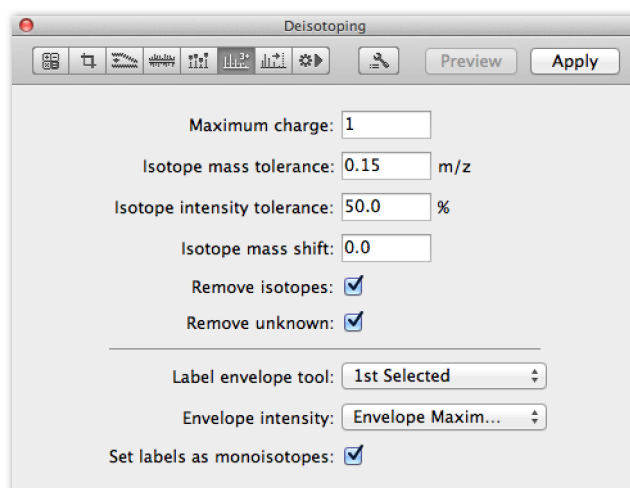 Deisotoping
Preview Apply
Maximum charge: 1
Isotope mass tolerance: 0.15 m/z
Isotope intensity tolerance: 50.0 %
Isotope mass shift: 0.0
Remove isotopes:
Remove unknown:
Label envelope tool: 1st Selected
Envelope intensity: Envelope Maxim...
Set labels as monoisotopes: